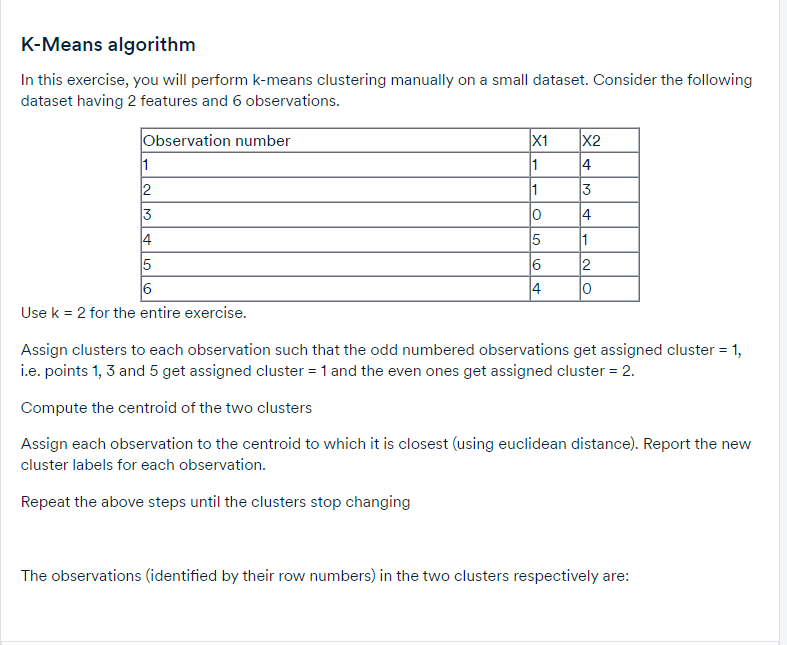 K-Means algorithm
In this exercise, you will perform k-means clustering manually on a small dataset. Consider the following
dataset having 2 features and 6 observations.
Observation number X1 X2
1 1 4
2 1 3
3 0 4
4 5 1
5 6 2
6 4 0
Use k = 2 for the entire exercise.
Assign clusters to each observation such that the odd numbered observations get assigned cluster = 1,
i.e. points 1, 3 and 5 get assigned cluster = 1 and the even ones get assigned cluster = 2.
Compute the centroid of the two clusters
Assign each observation to the centroid to which it is closest (using euclidean distance). Report the new
cluster labels for each observation.
Repeat the above steps until the clusters stop changing
The observations (identified by their row numbers) in the two clusters respectively are: